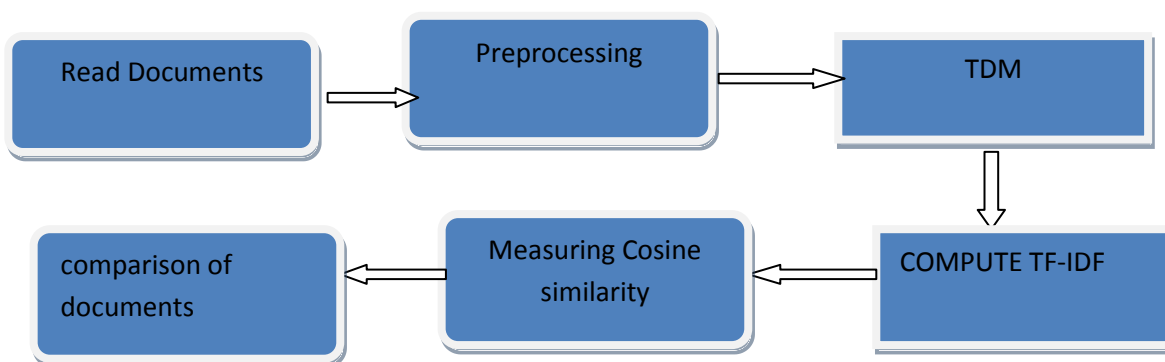 Read Documents
Preprocessing
TDM
COMPUTE TF-IDF
Measuring Cosine
similarity
comparison of
documents